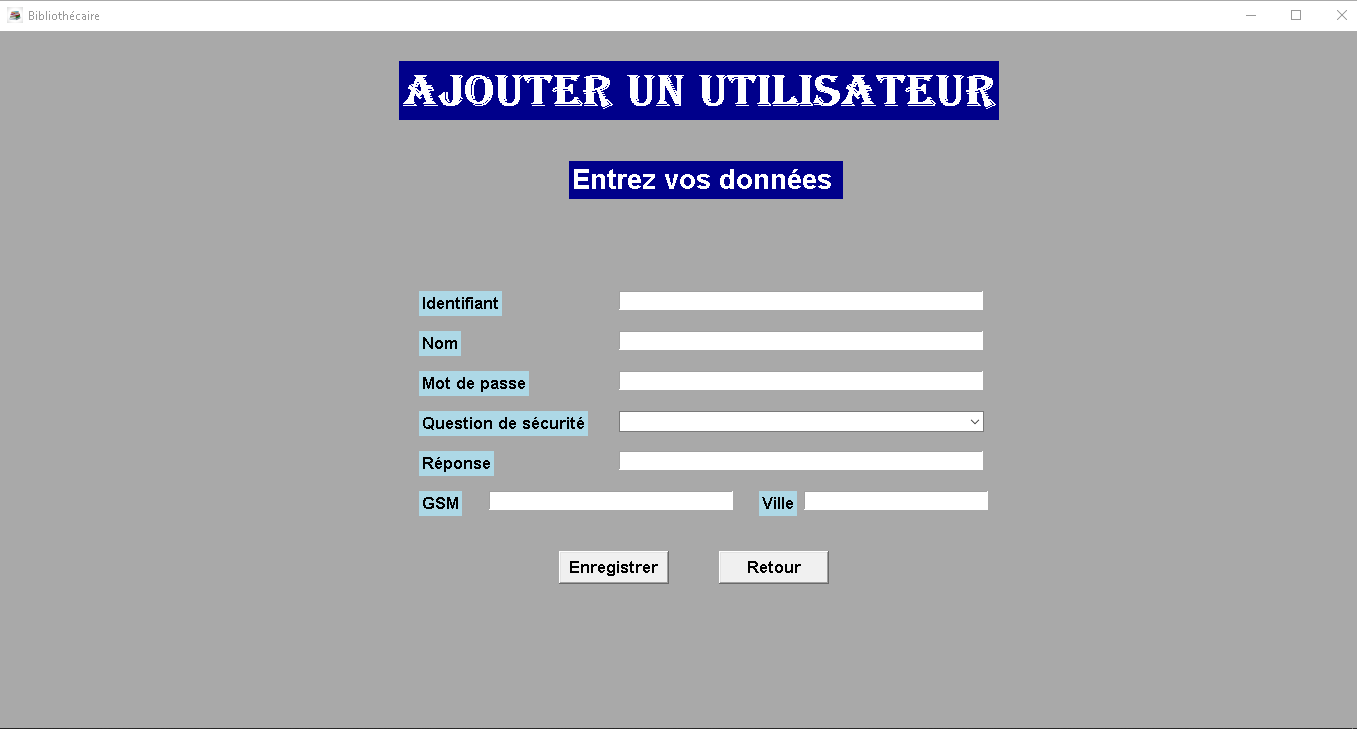 Bibliothécaire
AJOUTER UN UTILISATEUR
Entrez vos données
Identifiant
Nom
Mot de passe
Question de sécurité
Réponse
GSM Ville
Enregistrer Retour